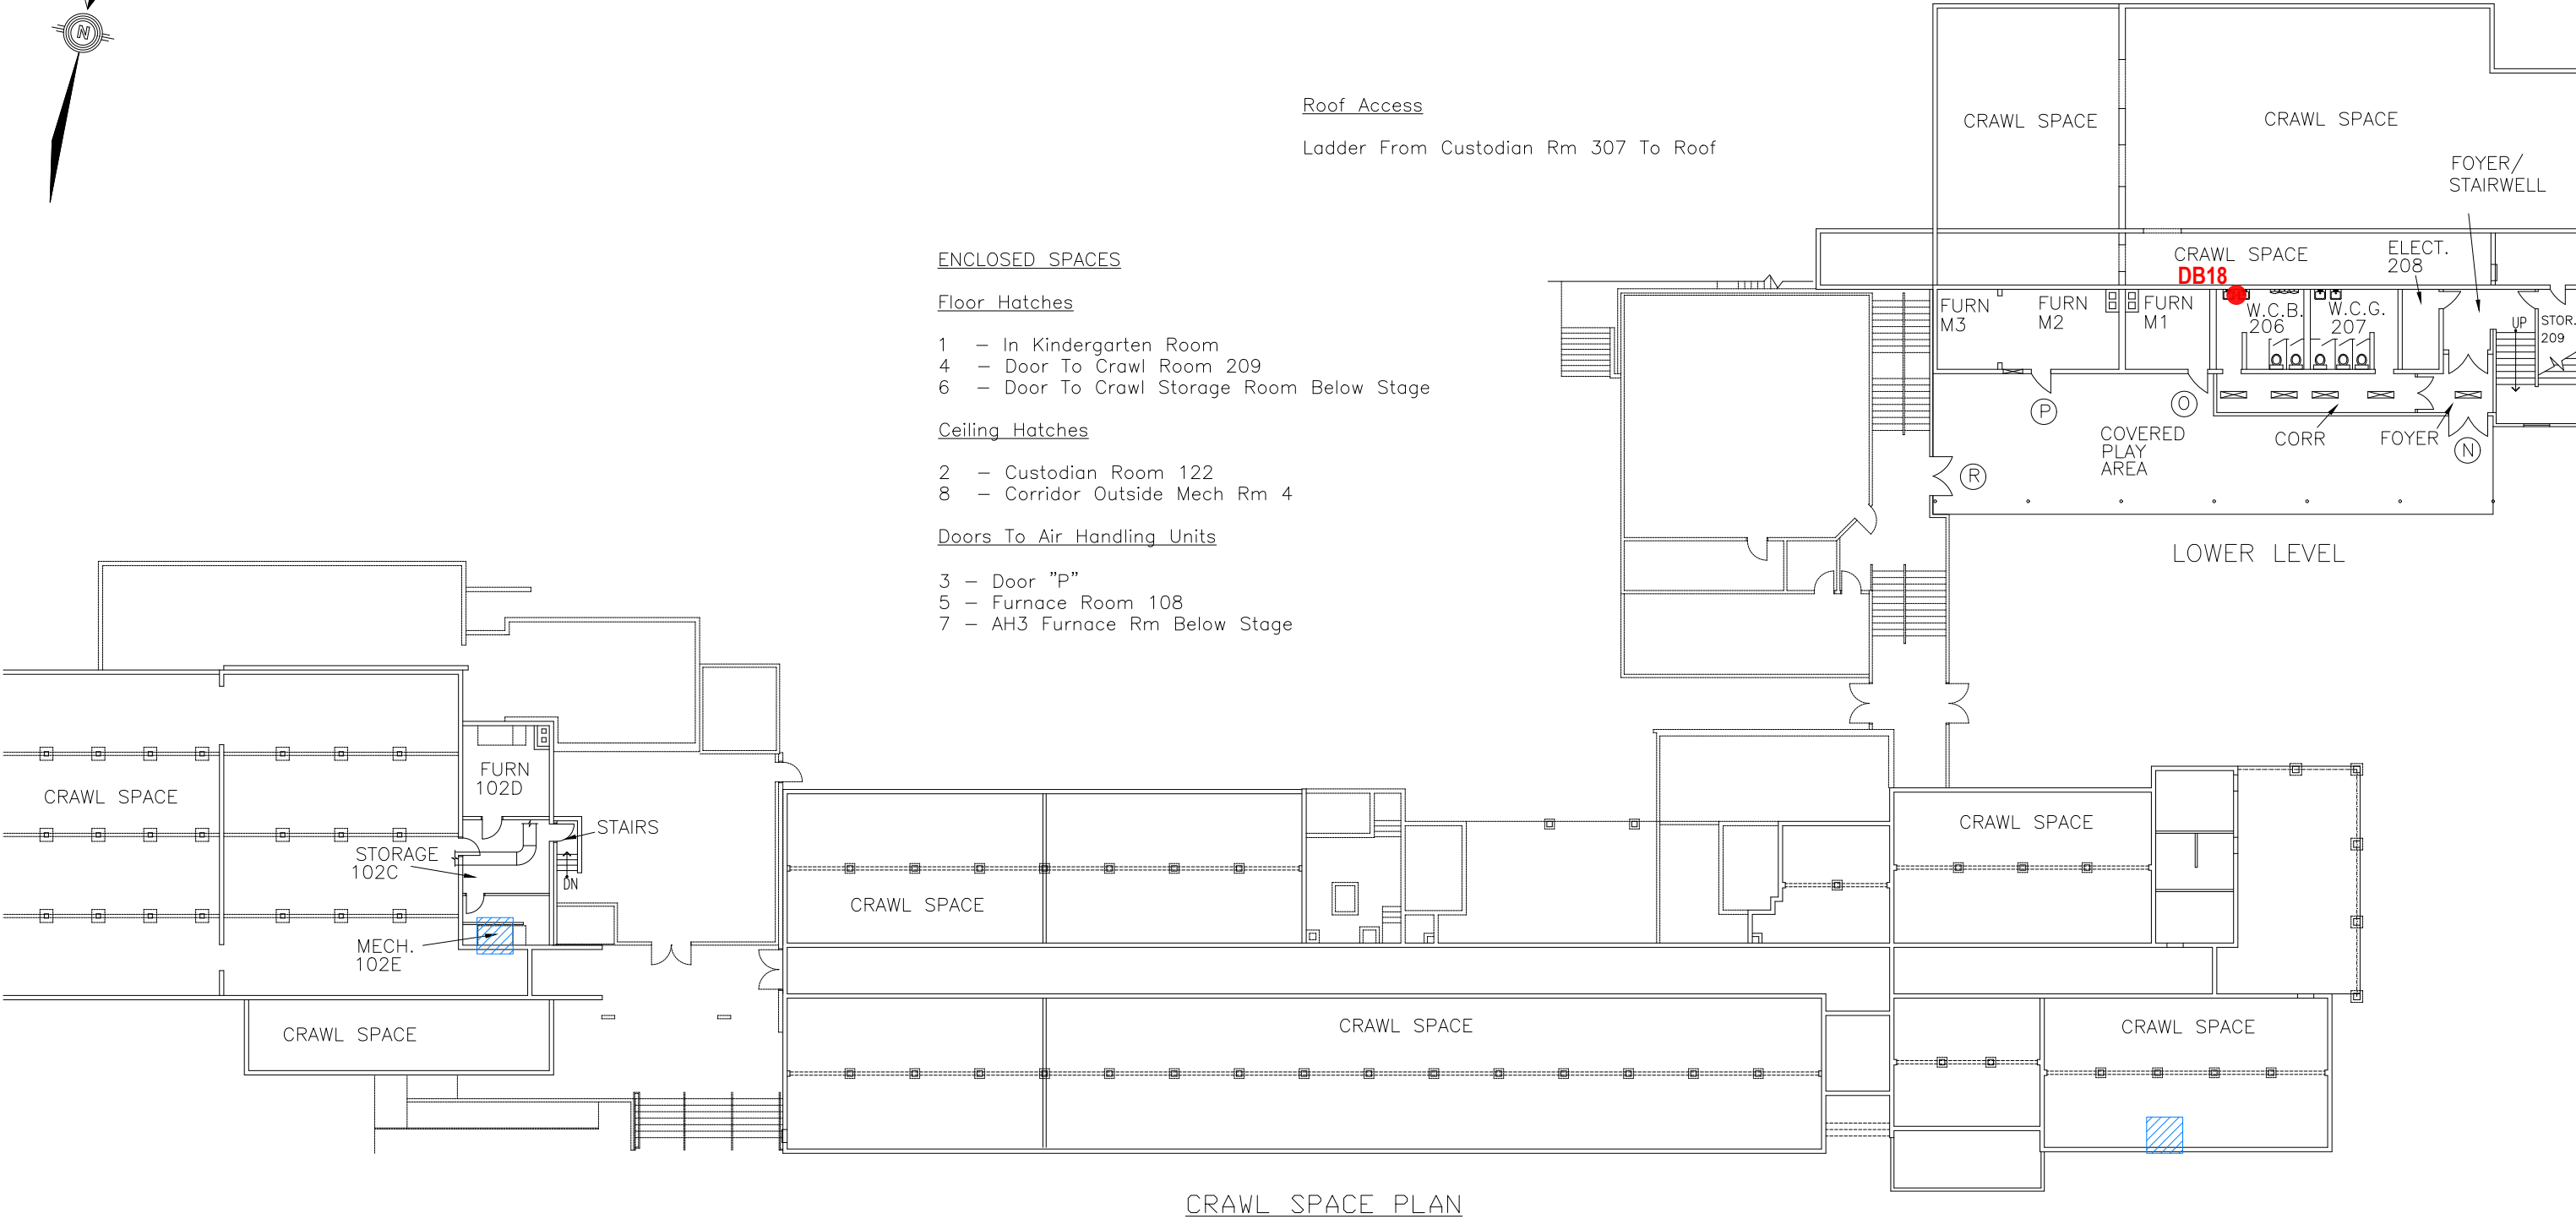 N
Roof Access
Ladder From Custodian Rm 307 To Roof
CRAWL SPACE
CRAWL SPACE
FOYER/
STAIRWELL
ENCLOSED SPACES
Floor Hatches
1 - In Kindergarten Room
4 - Door To Crawl Room 209
6 - Door To Crawl Storage Room Below Stage
Ceiling Hatches
2 - Custodian Room 122
8 - Corridor Outside Mech Rm 4
Doors To Air Handling Units
3 - Door "P"
5 - Furnace Room 108
7 - AH3 Furnace Rm Below Stage
CRAWL SPACE
ELECT.
208
DB18
FURN
M3
FURN
M2
FURN
M1
W.C.B.
206
W.C.G.
207
UP
STOR.
209
P
O
COVERED
PLAY
AREA
CORR
FOYER
N
R
LOWER LEVEL
CRAWL SPACE
FURN
102D
STAIRS
STORAGE
102C
DN
MECH.
102E
CRAWL SPACE
CRAWL SPACE
CRAWL SPACE
CRAWL SPACE
CRAWL SPACE
CRAWL SPACE PLAN